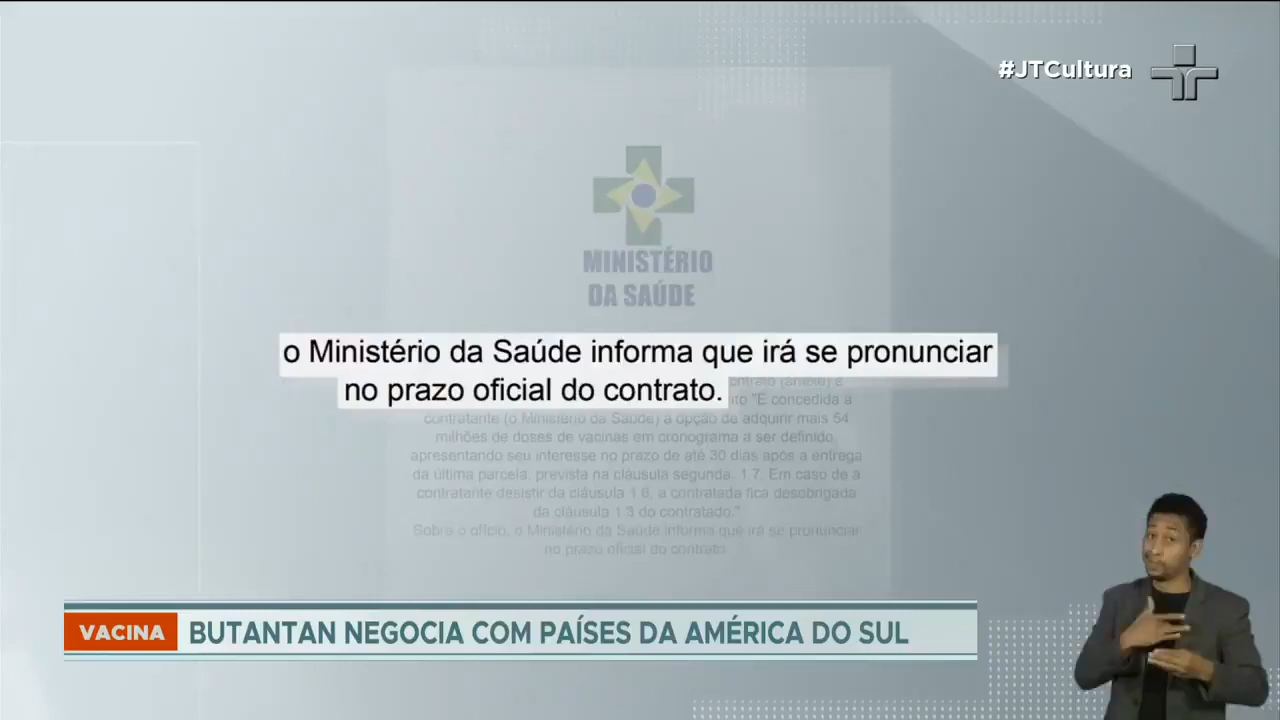 #JTCultura
MINISTÉRIO
DA SAÚDE
o Ministério da Saúde informa que irá se pronunciar
no prazo oficial do contrato.
"É concedida a
contratante (o Ministério da Saúde) a opção de adquirir mais 54
milhões de doses de vacinas em cronograma a ser definido,
apresentando seu interesse no prazo de até 30 dias após a entrega
da última parcela, prevista na cláusula segunda. 1.7. Em caso de a
contratante desistir da cláusula 1.6, a contratada fica desobrigada
da cláusula 1.3 do contratado."
Sobre o ofício, o Ministério da Saúde informa que irá se pronunciar
no prazo oficial do contrato.
VACINA BUTANTAN NEGOCIA COM PAÍSES DA AMÉRICA DO SUL